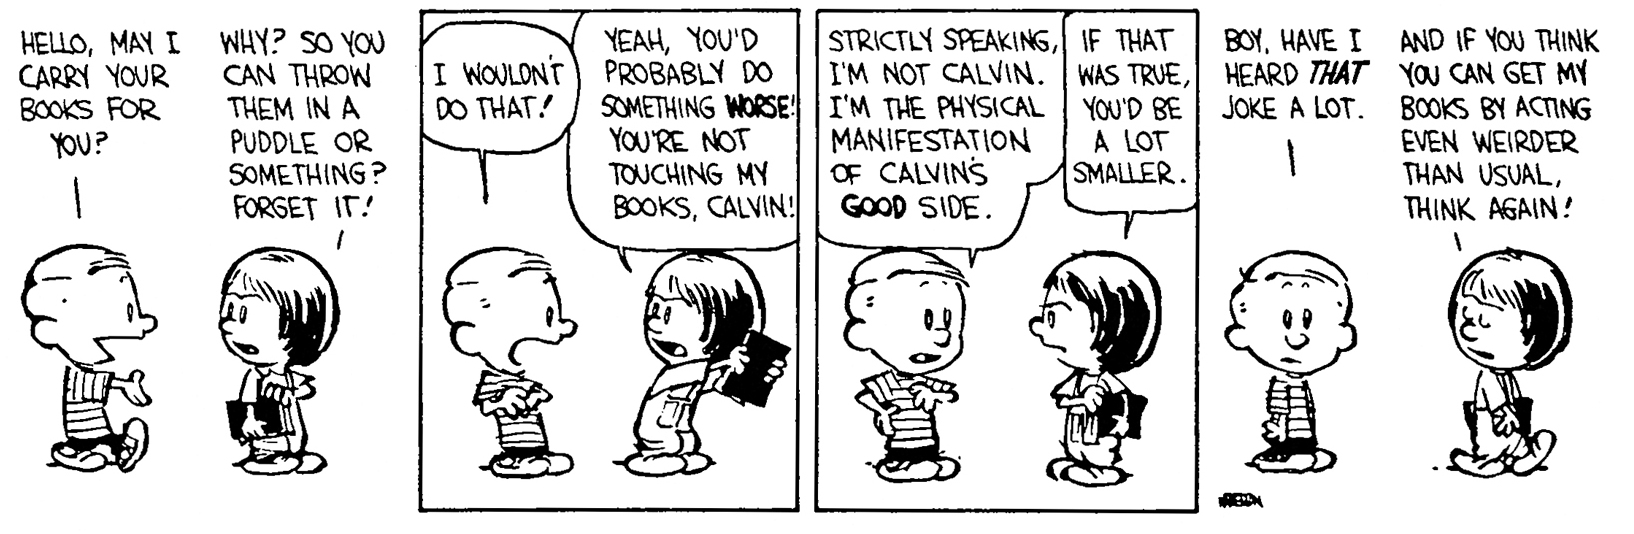 HELLO, MAY I
CARRY YOUR
BOOKS FOR
YOU?
WHY? SO YOU
CAN THROW
THEM IN A
PUDDLE OR
SOMETHING?
FORGET IT!
I WOULDN'T
DO THAT!
YEAH, YOU'D
PROBABLY DO
SOMETHING WORSE!
YOU'RE NOT
TOUCHING MY
BOOKS, CALVIN!
STRICTLY SPEAKING,
I'M NOT CALVIN.
I'M THE PHYSICAL
MANIFESTATION
OF CALVIN'S
GOOD SIDE.
IF THAT
WAS TRUE,
YOU'D BE
A LOT
SMALLER.
BOY, HAVE I
HEARD THAT
JOKE A LOT.
AND IF YOU THINK
YOU CAN GET MY
BOOKS BY ACTING
EVEN WEIRDER
THAN USUAL,
THINK AGAIN!